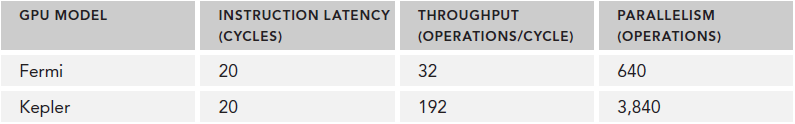 GPU MODEL INSTRUCTION LATENCY (CYCLES) THROUGHPUT (OPERATIONS/CYCLE) PARALLELISM (OPERATIONS)
Fermi 20 32 640
Kepler 20 192 3,840